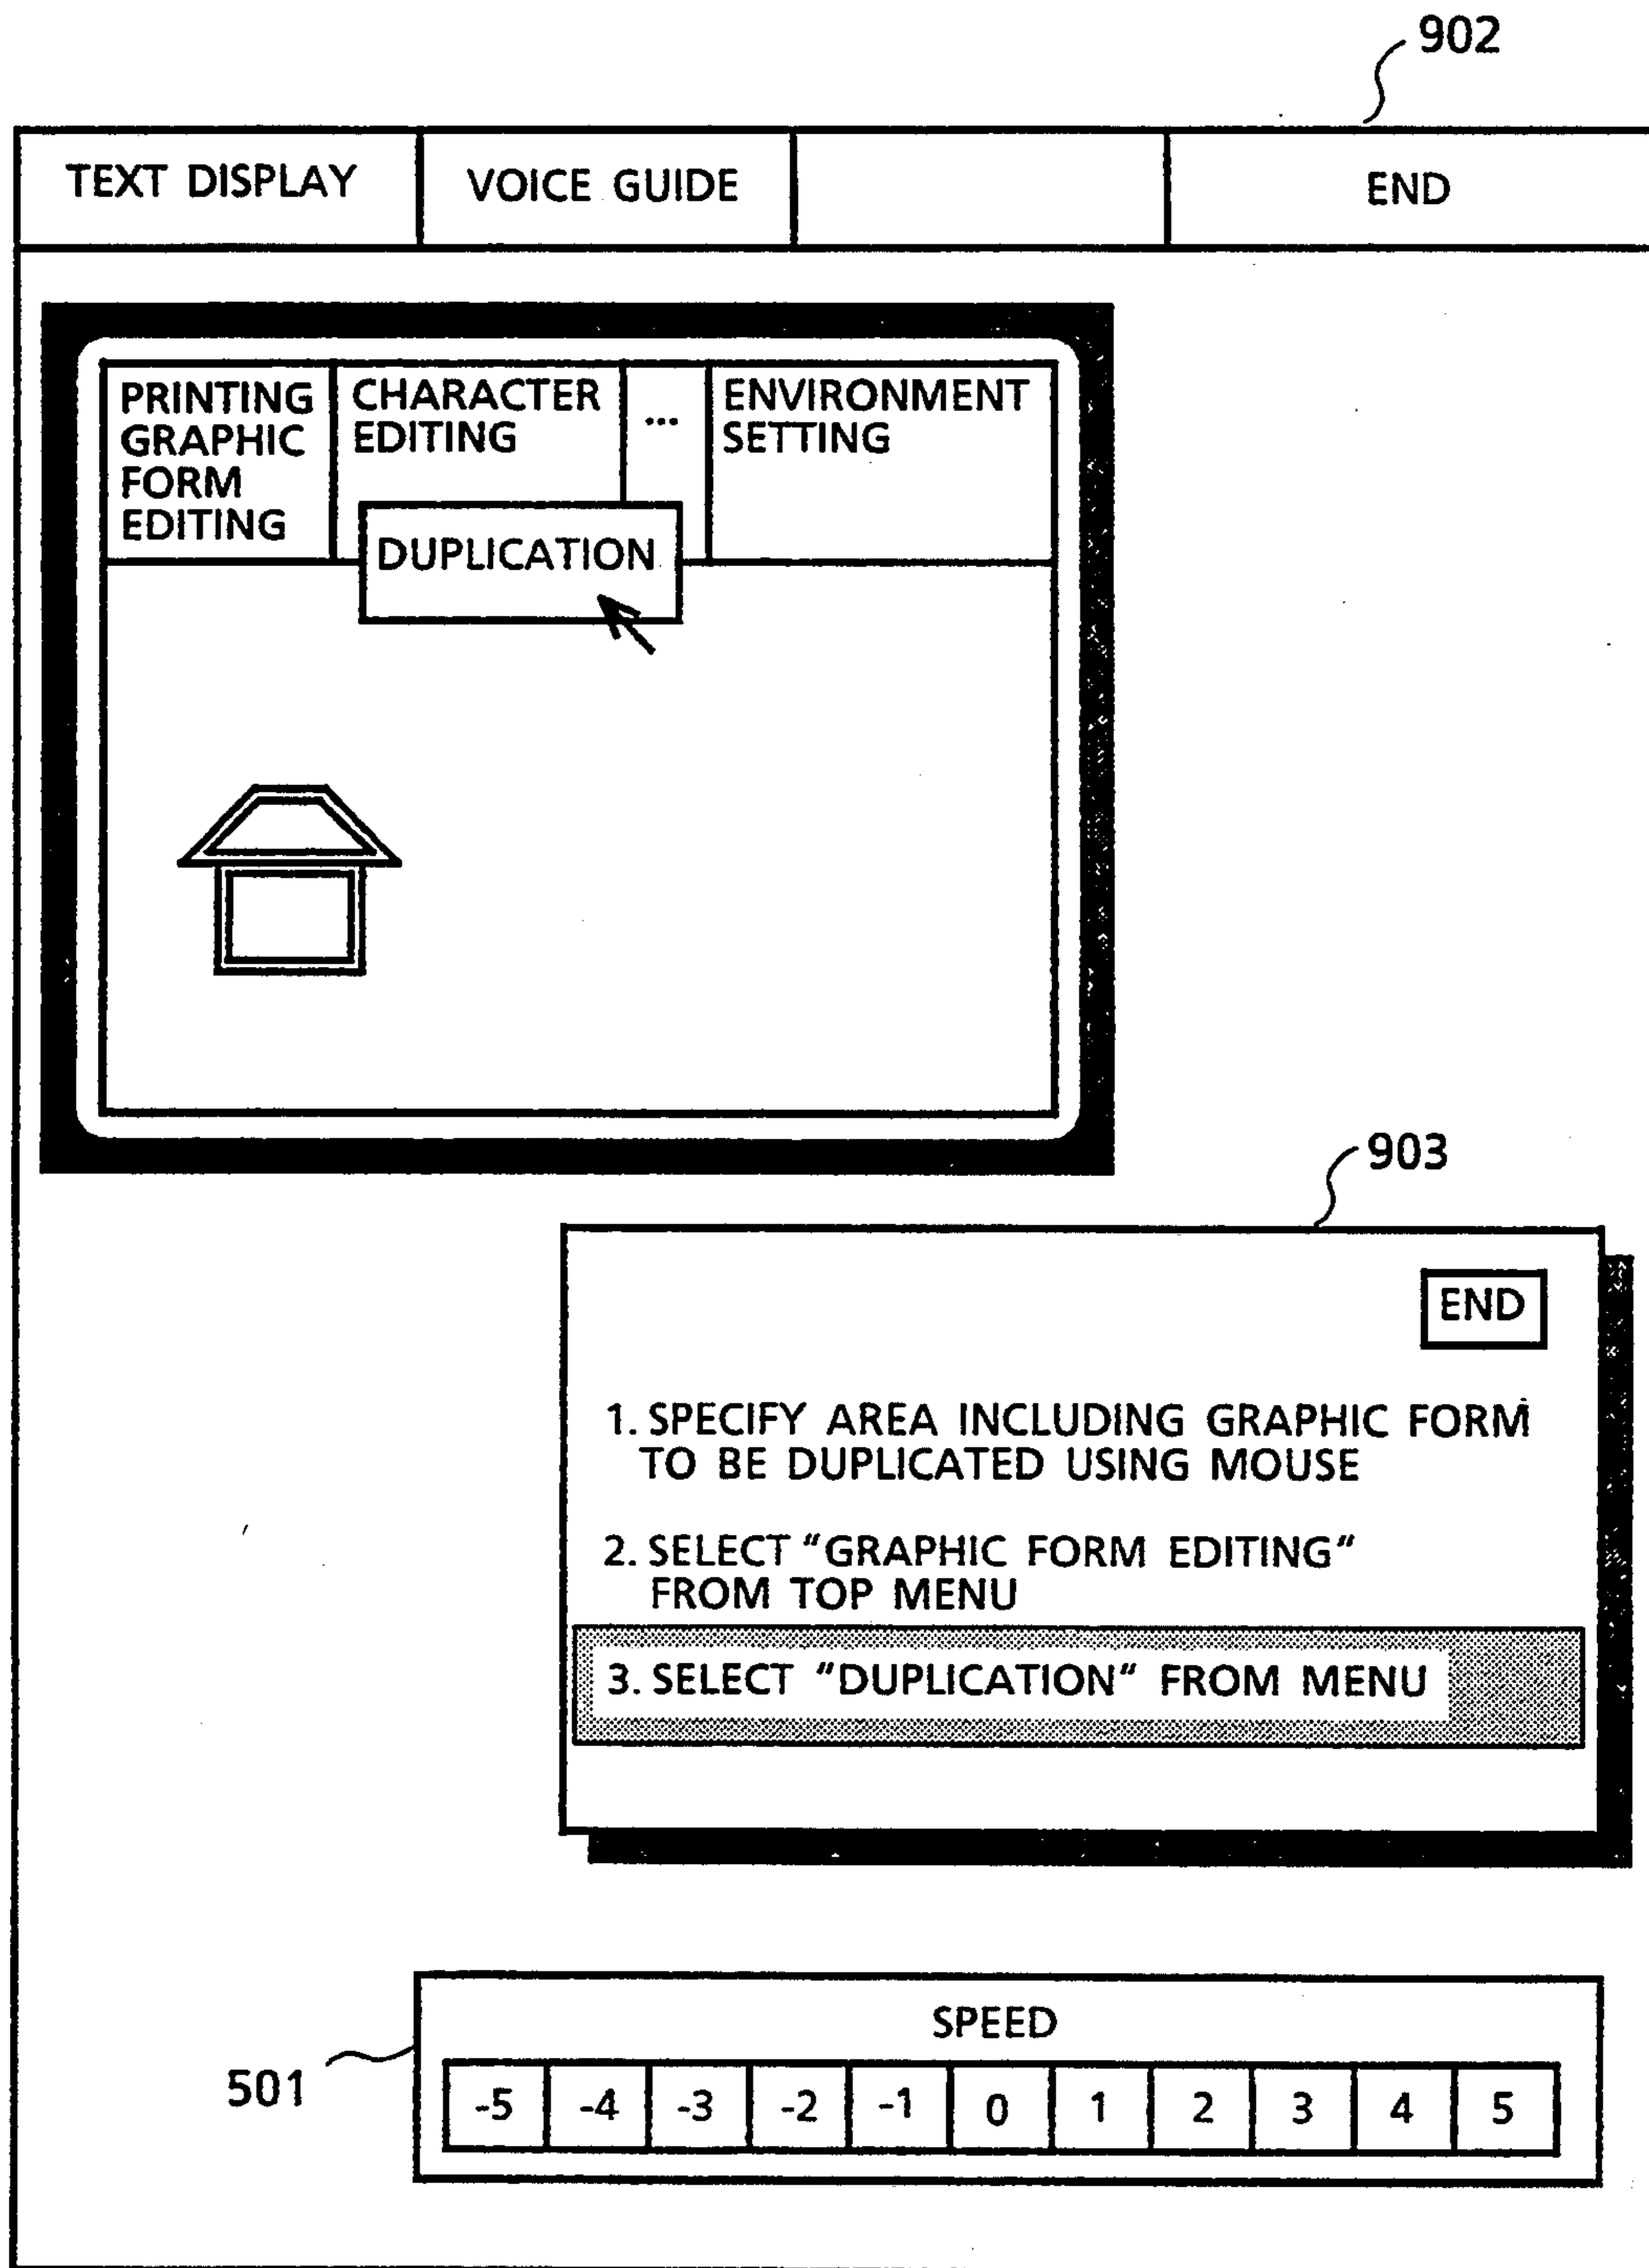 902
TEXT DISPLAY
VOICE GUIDE
END
PRINTING
GRAPHIC
FORM
EDITING
CHARACTER
EDITING
...
ENVIRONMENT
SETTING
DUPLICATION
903
END
1. SPECIFY AREA INCLUDING GRAPHIC FORM
TO BE DUPLICATED USING MOUSE
2. SELECT "GRAPHIC FORM EDITING"
FROM TOP MENU
3. SELECT "DUPLICATION" FROM MENU
SPEED
501
-5 -4 -3 -2 -1 0 1 2 3 4 5